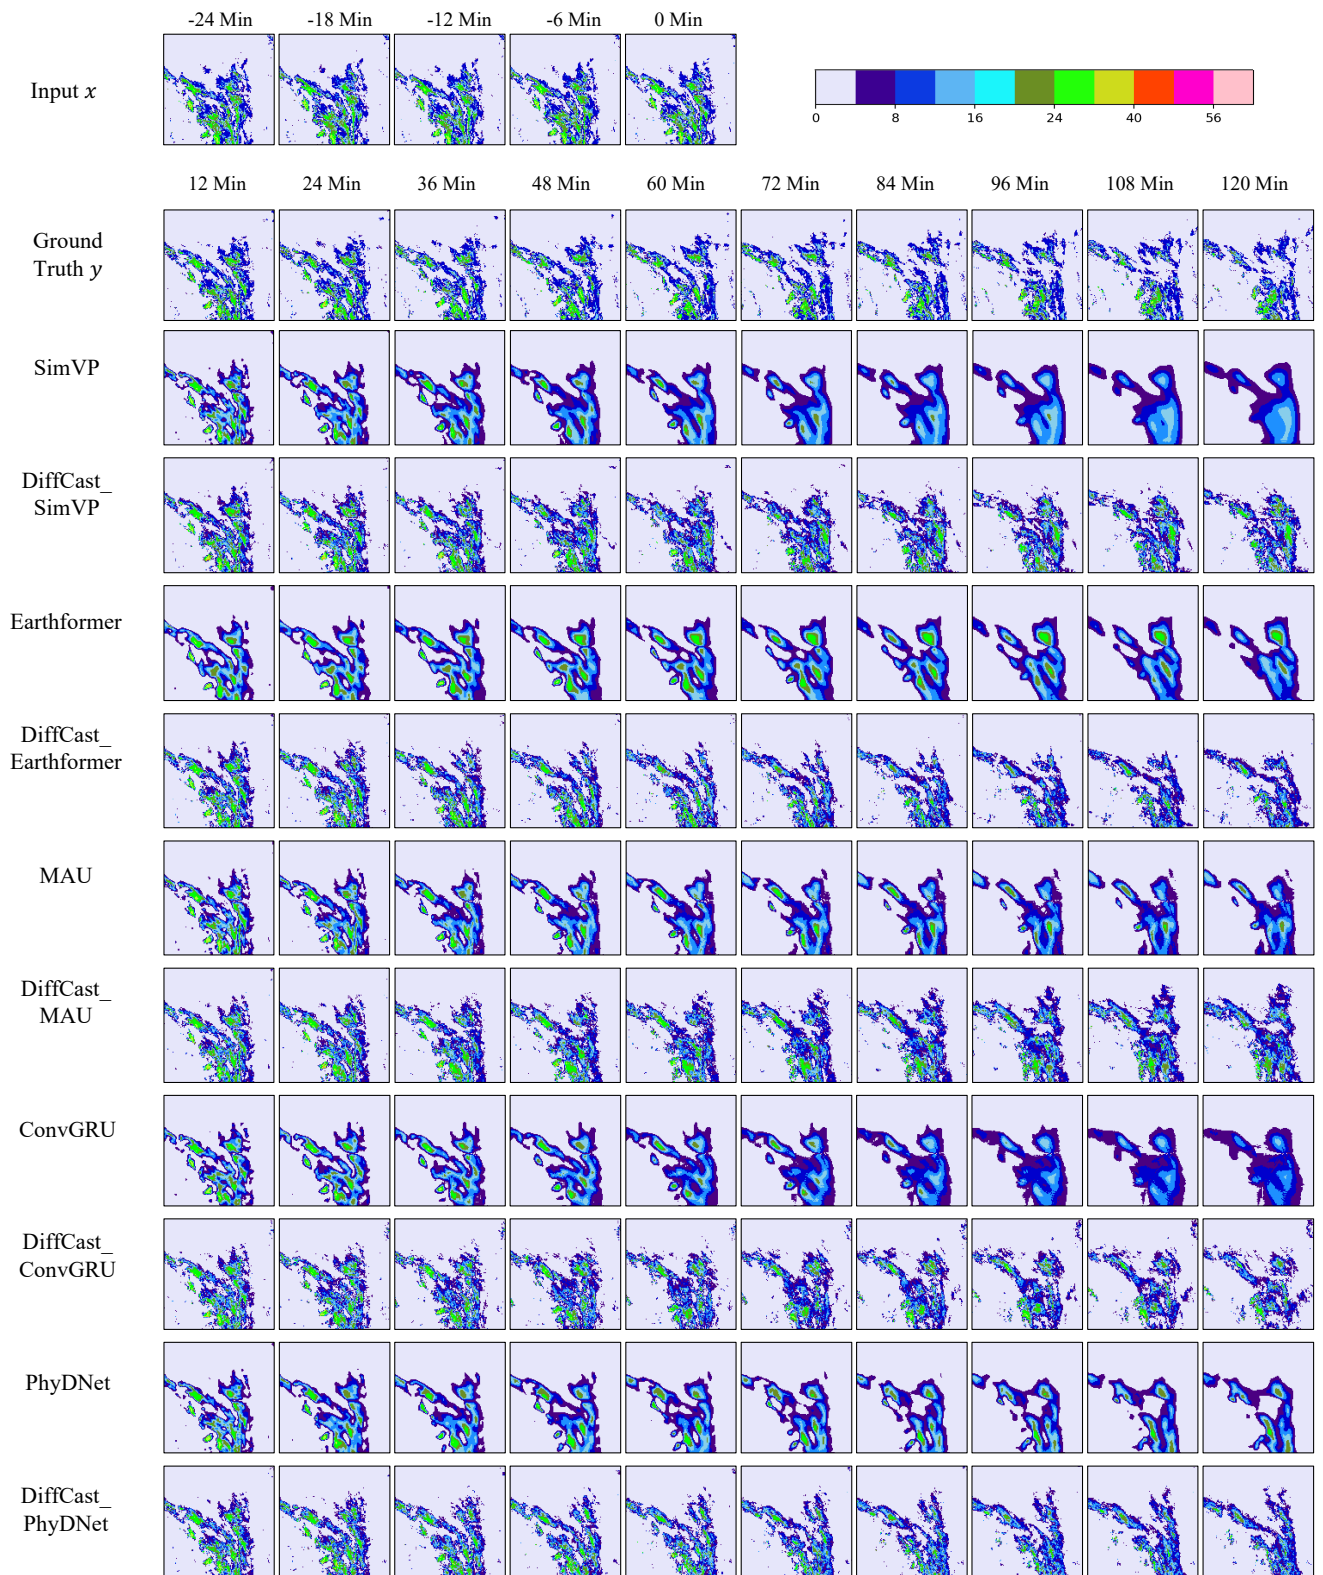 -24 Min -18 Min -12 Min -6 Min 0 Min
Input x
0 8 16 24 40 56
12 Min 24 Min 36 Min 48 Min 60 Min 72 Min 84 Min 96 Min 108 Min 120 Min
Ground
Truth y
SimVP
DiffCast_
SimVP
Earthformer
DiffCast_
Earthformer
MAU
DiffCast_
MAU
ConvGRU
DiffCast_
ConvGRU
PhyDNet
DiffCast_
PhyDNet